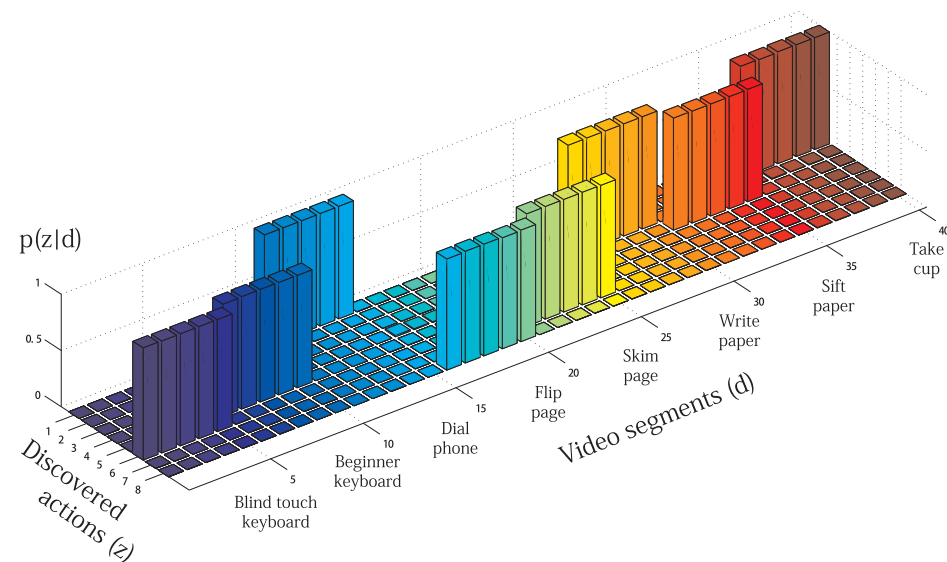 p(z|d)
1
0.5
0
1
2
3
4
5
6
7
8
Discovered
actions (z)
5
10
15
20
25
30
35
40
Blind touch
keyboard
Beginner
keyboard
Dial
phone
Flip
page
Skim
page
Write
paper
Sift
paper
Take
cup
Video segments (d)